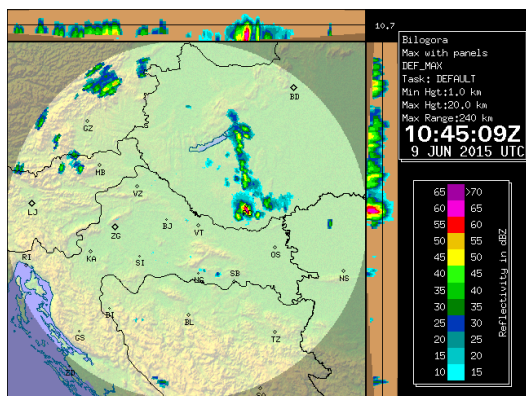 10.7
Bilogora
Max with panels
DEF_MAX
Task: DEFAULT
Min Hgt:1.0 km
Max Hgt:20.0 km
Max Range:240 km
10:45:09Z
9 JUN 2015 UTC
BD
GZ
MB
VZ
LJ
ZG
BJ
VT
KA
SI
OS
RI
SB
NS
BI
BL
GS
TZ
ZD
65 >70
60 65
55 60
50 55
45 50
40 45
35 40
30 35
25 30
20 25
15 20
10 15
Reflectivity in dBZ